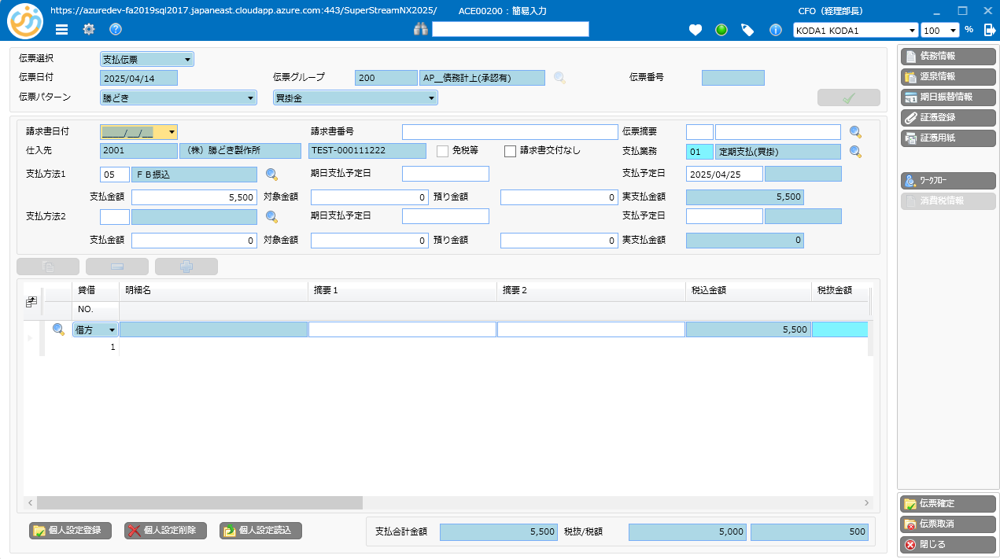 https://azuredev-fa2019sql2017.japaneast.cloudapp.azure.com:443/SuperStreamNX2025/ ACE00200：簡易入力 CFO（経理部長）
KODA1 KODA1 100 %
伝票選択 支払伝票
伝票日付 2025/04/14 伝票グループ 200 AP__債務計上(承認有) 伝票番号
伝票パターン 勝どき 買掛金
請求書日付 ____/__/__ 請求書番号 伝票摘要
仕入先 2001 （株）勝どき製作所 TEST-000111222 免税等 請求書交付なし 支払業務 01 定期支払(買掛)
支払方法1 05 ＦＢ振込 期日支払予定日 支払予定日 2025/04/25
支払金額 5,500 対象金額 0 預り金額 0 実支払金額 5,500
支払方法2 期日支払予定日 支払予定日
支払金額 0 対象金額 0 預り金額 0 実支払金額 0
貸借 明細名 摘要１ 摘要２ 税込金額 税抜金額
NO.
借方 5,500
1
個人設定登録 個人設定削除 個人設定読込 支払合計金額 5,500 税抜/税額 5,000 500
債務情報
源泉情報
期日振替情報
証憑登録
証憑用紙
ﾜｰｸﾌﾛｰ
消費税情報
伝票確定
伝票取消
閉じる